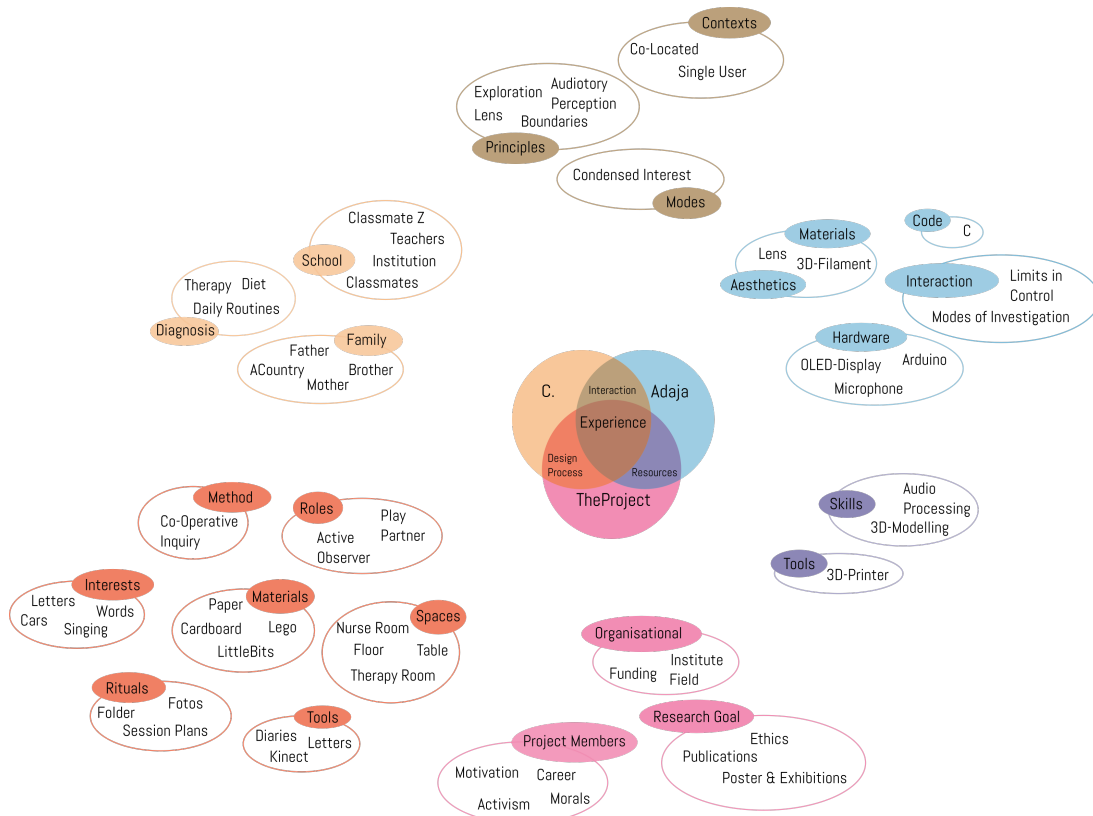 Contexts
Co-Located
Single User
Exploration
Audiotory
Perception
Lens
Boundaries
Principles
Condensed Interest
Modes
Classmate Z
Teachers
School
Institution
Classmates
Therapy
Diet
Daily Routines
Diagnosis
Family
Father
ACountry
Brother
Mother
Materials
Lens
3D-Filament
Aesthetics
Code
C
Interaction
Limits in
Control
Modes of Investigation
Hardware
OLED-Display
Arduino
Microphone
C.
Interaction
Adaja
Experience
Design
Process
Resources
TheProject
Method
Co-Operative
Inquiry
Roles
Play
Partner
Active
Observer
Interests
Letters
Words
Cars
Singing
Materials
Paper
Cardboard
Lego
LittleBits
Spaces
Nurse Room
Floor
Table
Therapy Room
Rituals
Fotos
Folder
Session Plans
Tools
Diaries
Letters
Kinect
Skills
Audio
Processing
3D-Modelling
Tools
3D-Printer
Organisational
Institute
Funding
Field
Research Goal
Ethics
Publications
Poster & Exhibitions
Project Members
Motivation
Career
Activism
Morals